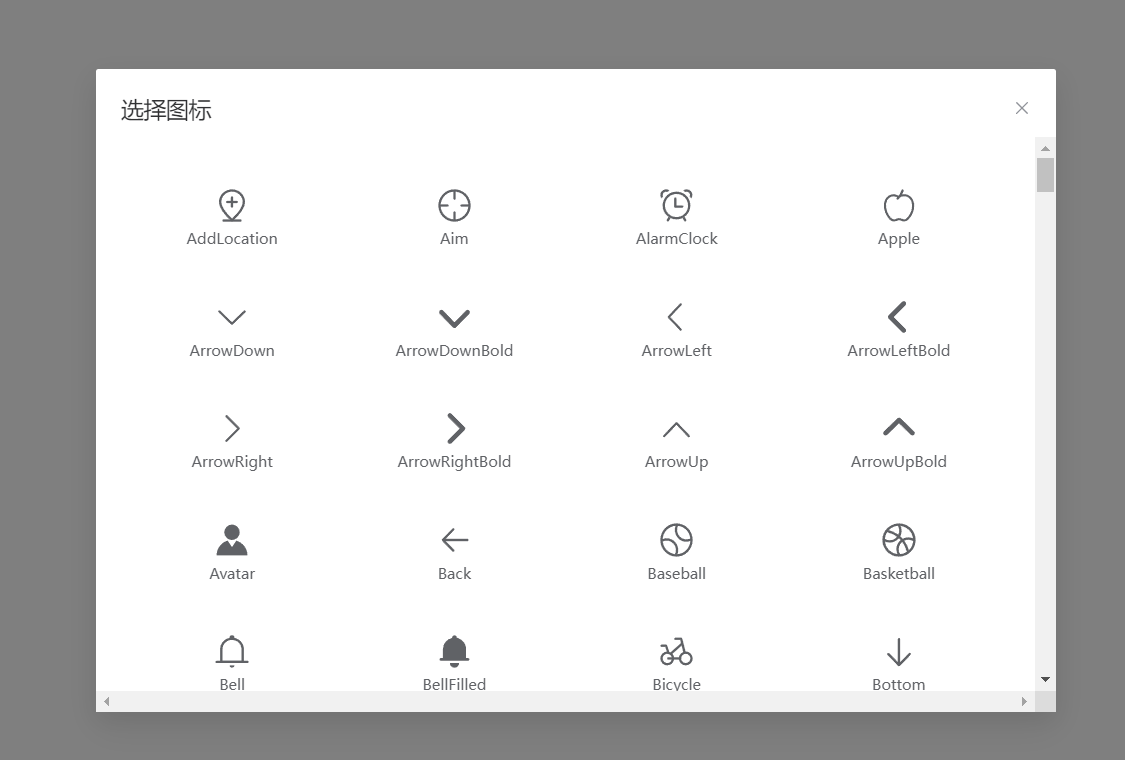 选择图标
AddLocation
Aim
AlarmClock
Apple
ArrowDown
ArrowDownBold
ArrowLeft
ArrowLeftBold
ArrowRight
ArrowRightBold
ArrowUp
ArrowUpBold
Avatar
Back
Baseball
Basketball
Bell
BellFilled
Bicycle
Bottom